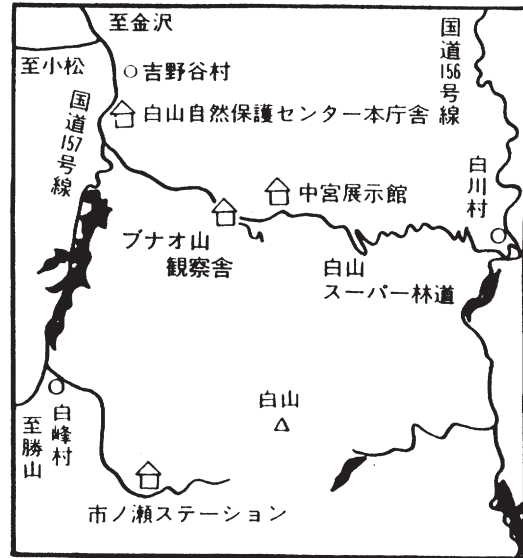 至金沢
至小松
吉野谷村
国道156号線
国道157号線
白山自然保護センター本庁舎
白川村
中宮展示館
ブナオ山
観察舎
白山
スーパー林道
白山
白峰村
至勝山
市ノ瀬ステーション